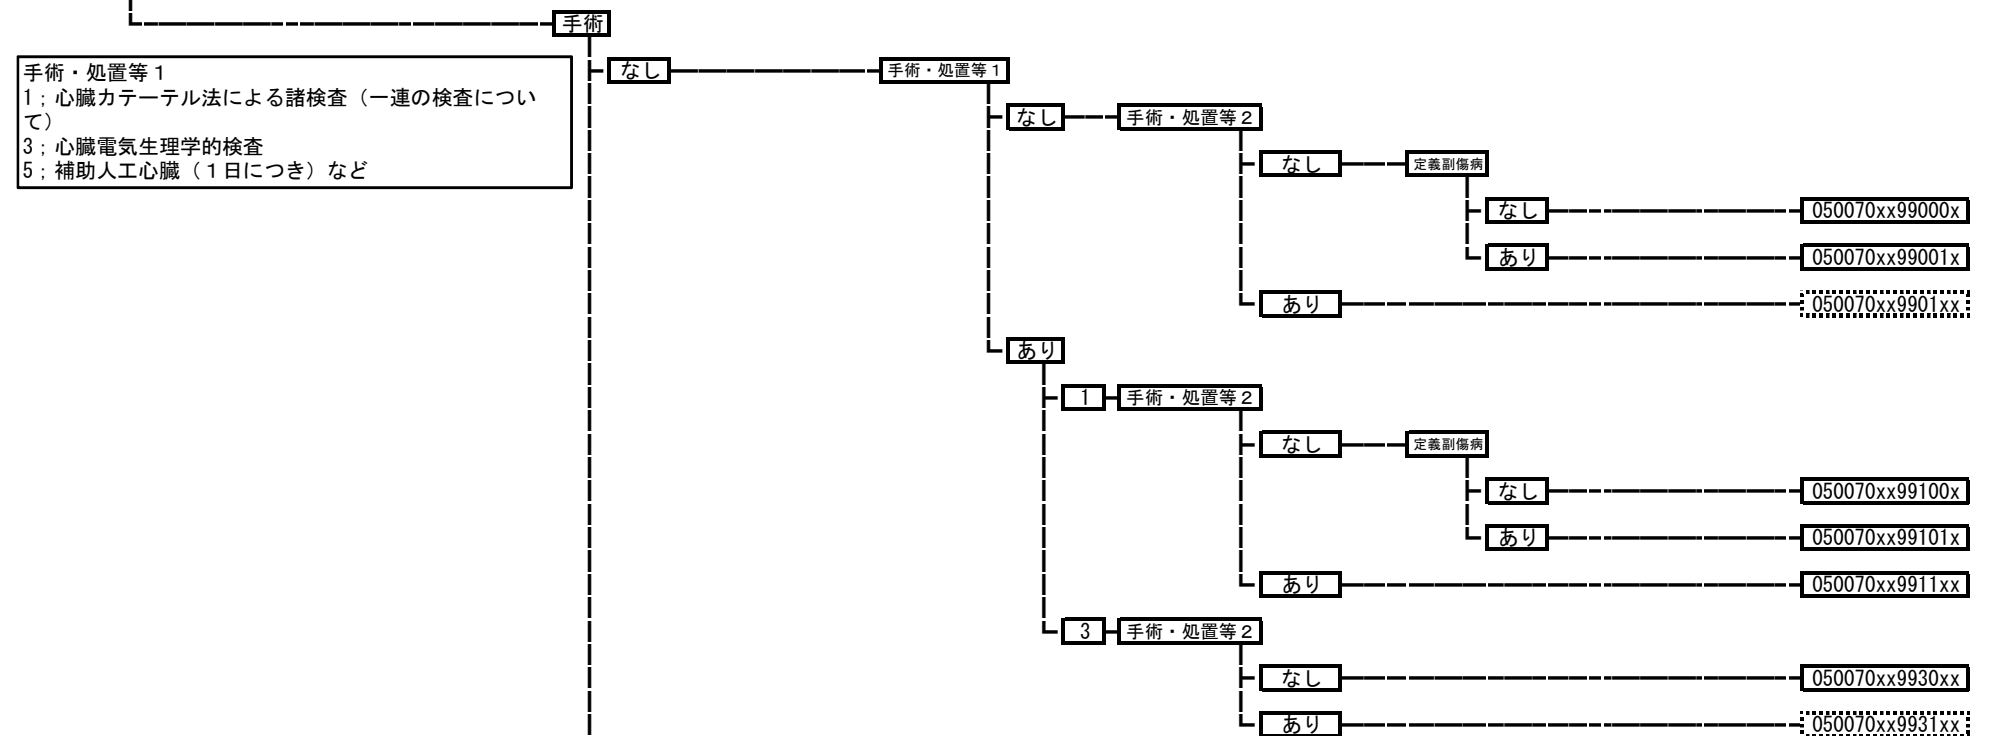 手術
手術・処置等１
1；心臓カテーテル法による諸検査（一連の検査につい
て）
3；心臓電気生理学的検査
5；補助人工心臓（１日につき）など
なし
手術・処置等１
なし
手術・処置等２
なし
定義副傷病
なし
050070xx99000x
あり
050070xx99001x
あり
050070xx9901xx
あり
1
手術・処置等２
なし
定義副傷病
なし
050070xx99100x
あり
050070xx99101x
あり
050070xx9911xx
3
手術・処置等２
なし
050070xx9930xx
あり
050070xx9931xx